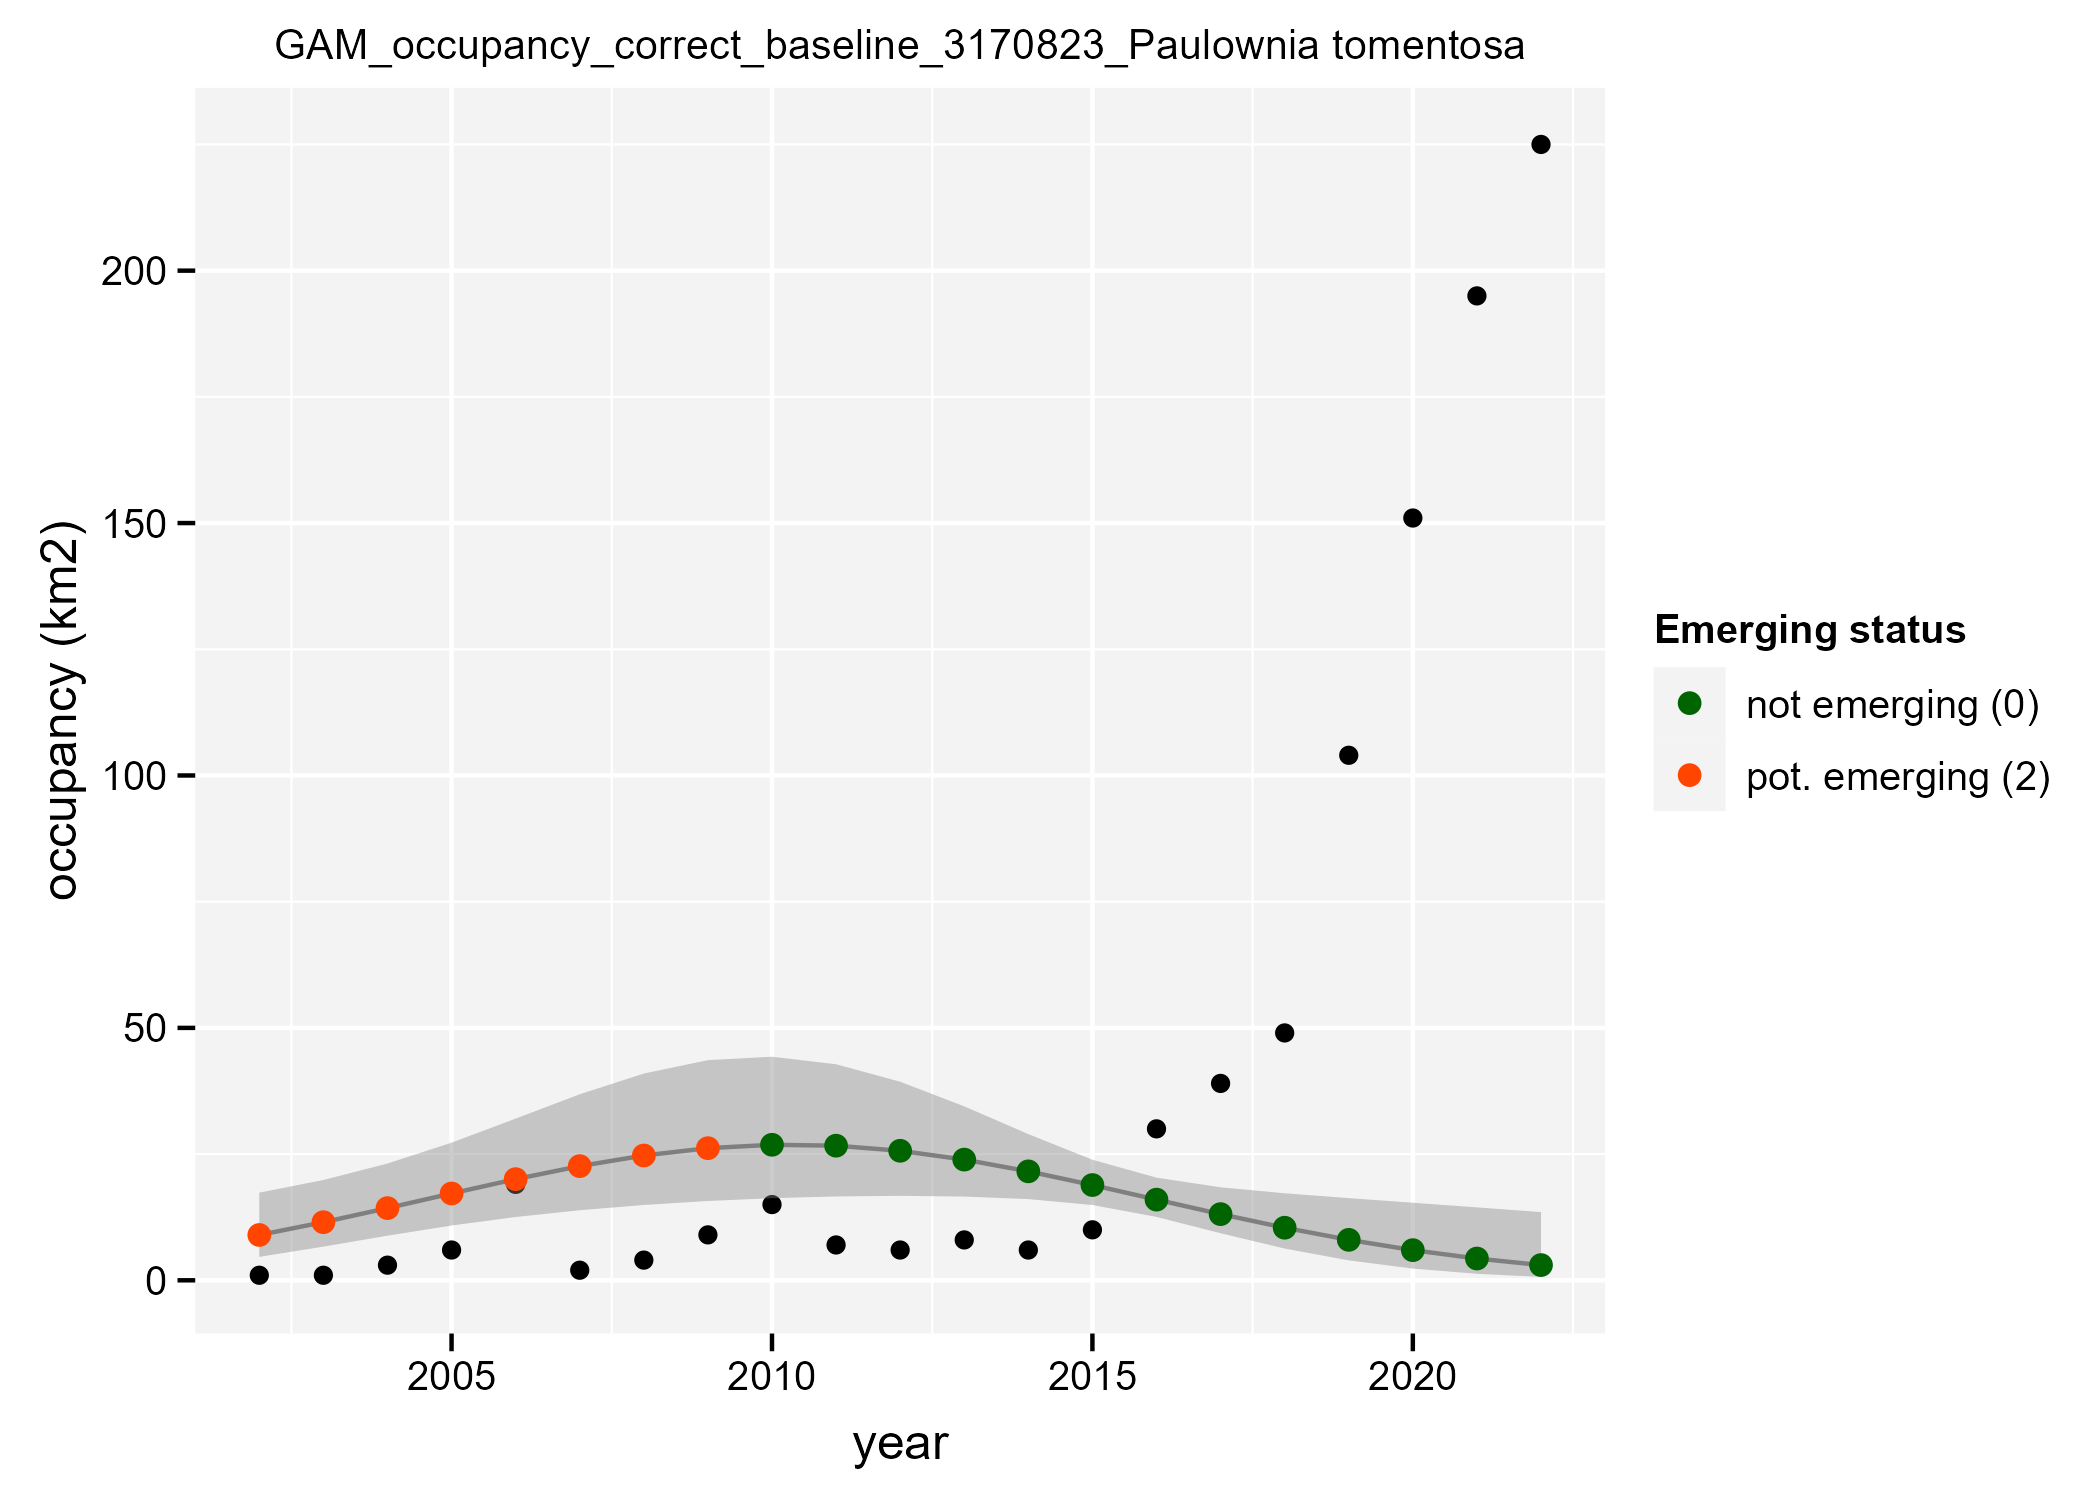 GAM_occupancy_correct_baseline_3170823_Paulownia tomentosa
occupancy (km2)
200
150
100
50
0
2005 2010 2015 2020
year
Emerging status
not emerging (0)
pot. emerging (2)